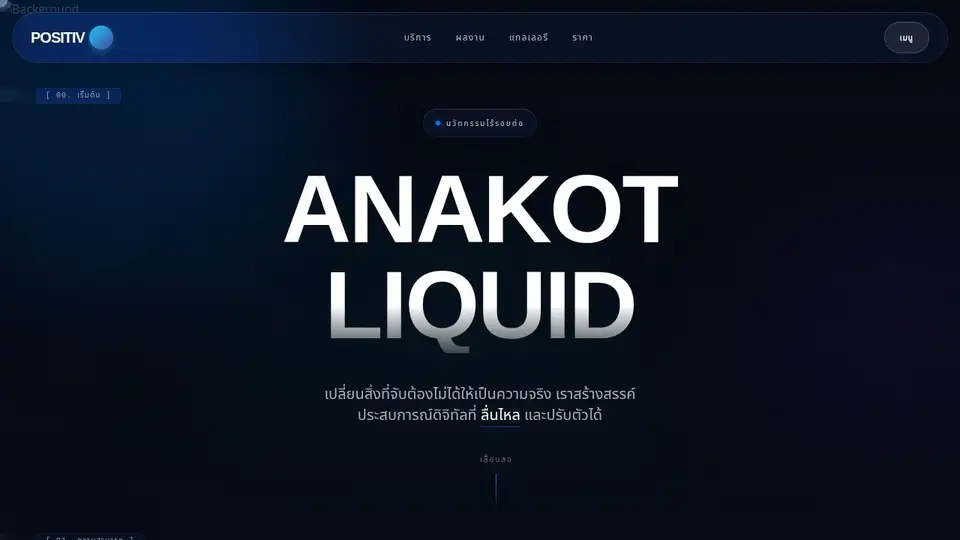 Background
POSITIV
บริการ ผลงาน แกลเลอรี ราคา
เมนู
[ 00. เริ่มต้น ]
นวัตกรรมไร้รอยต่อ
ANAKOT
LIQUID
เปลี่ยนสิ่งที่จับต้องไม่ได้ให้เป็นความจริง เราสร้างสรรค์
ประสบการณ์ดิจิทัลที่ ลื่นไหล และปรับตัวได้
เลื่อนลง